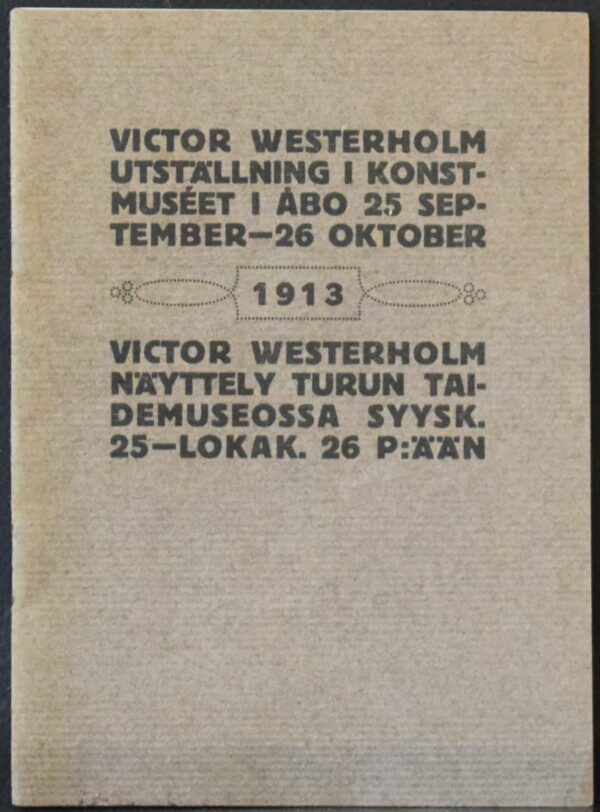 VICTOR WESTERHOLM
UTSTÄLLNING I KONST-
MUSÉET I ÅBO 25 SEP-
TEMBER—26 OKTOBER
1913
VICTOR WESTERHOLM
NÄYTTELY TURUN TAI-
DEMUSEOSSA SYYSK.
25—LOKAK. 26 P:ÄÄN